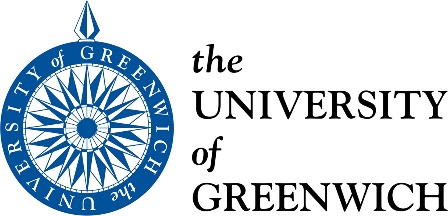 the UNIVERSITY of GREENWICH
the
UNIVERSITY
of
GREENWICH